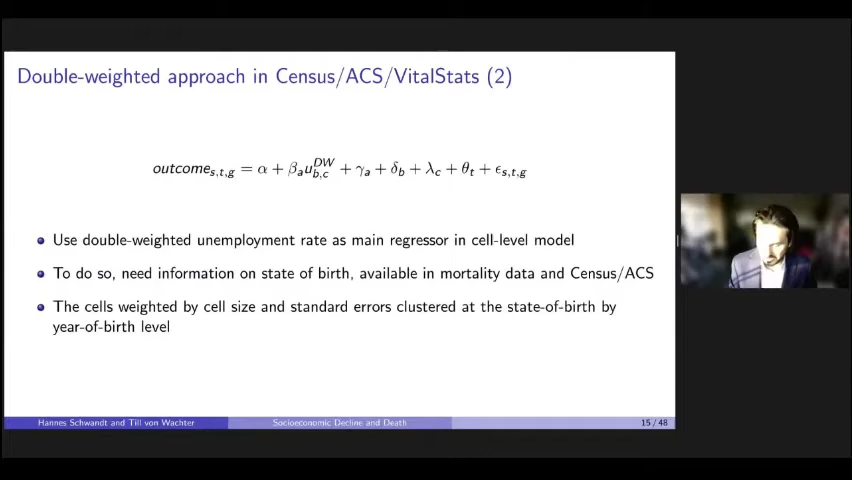 Double-weighted approach in Census/ACS/VitalStats (2)
outcome_{s,t,g} = α + β_a u^{DW}_{b,c} + γ_a + δ_b + λ_c + θ_t + ϵ_{s,t,g}
Use double-weighted unemployment rate as main regressor in cell-level model
To do so, need information on state of birth, available in mortality data and Census/ACS
The cells weighted by cell size and standard errors clustered at the state-of-birth by
year-of-birth level
Hannes Schwandt and Till von Wachter
Socioeconomic Decline and Death
15 / 48